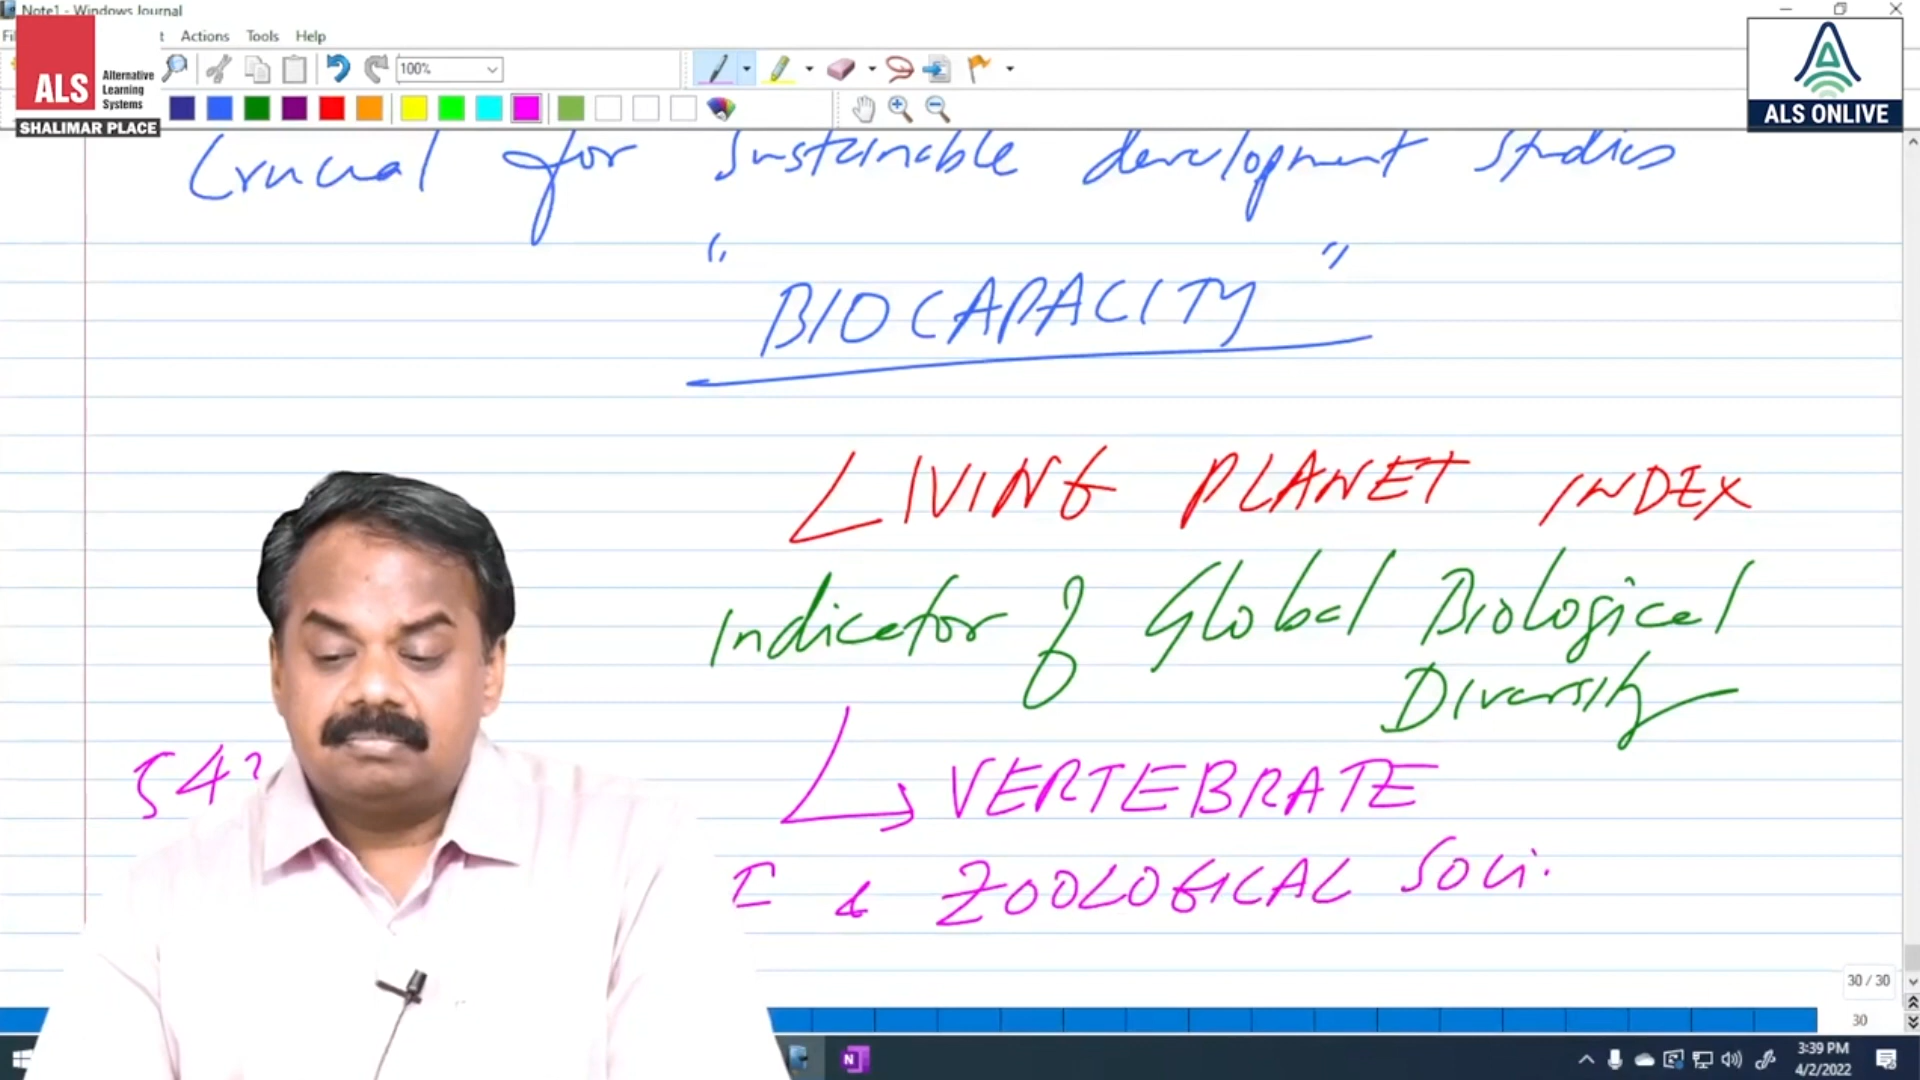 Note1 - Windows Journal
Actions Tools Help
ALS
Alternative
Learning
Systems
SHALIMAR PLACE
100%
ALS ONLIVE
Crucial for Sustainable development Studies
"BIOCAPACITY"
LIVING PLANET INDEX
Indicator of Global Biological
Diversity
VERTEBRATE
& ZOOLOGICAL Soci.
30 / 30
30
N
3:39 PM
4/2/2022